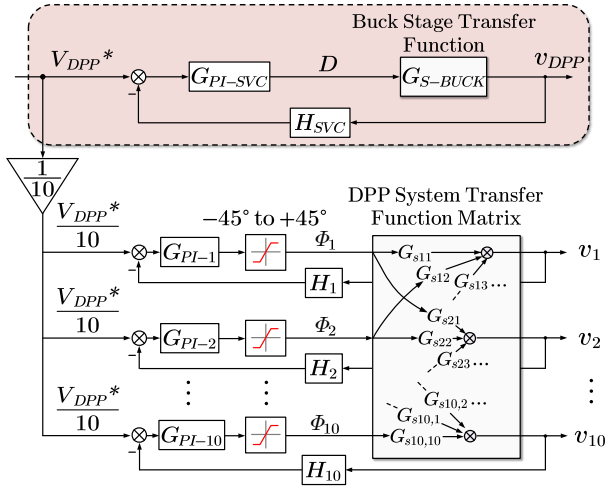 Buck Stage Transfer
Function
V_DPP* G_PI-SVC D G_S-BUCK v_DPP
-
H_SVC
1/10
DPP System Transfer
Function Matrix
V_DPP*/10 -45° to +45°
G_PI-1 Φ_1 G_s11 v_1
-
H_1 G_s12 G_s13...
V_DPP*/10 G_s21
G_PI-2 Φ_2 G_s22 v_2
-
H_2 G_s23...
⋮ ⋮ ⋮
V_DPP*/10 G_s10,2...
G_s10,1
G_PI-10 Φ_10 G_s10,10 v_10
-
H_10